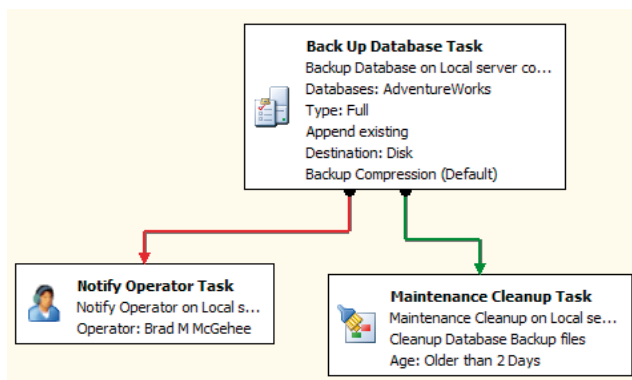 Back Up Database Task
Backup Database on Local server co...
Databases: AdventureWorks
Type: Full
Append existing
Destination: Disk
Backup Compression (Default)
Notify Operator Task
Notify Operator on Local s...
Operator: Brad M McGehee
Maintenance Cleanup Task
Maintenance Cleanup on Local se...
Cleanup Database Backup files
Age: Older than 2 Days